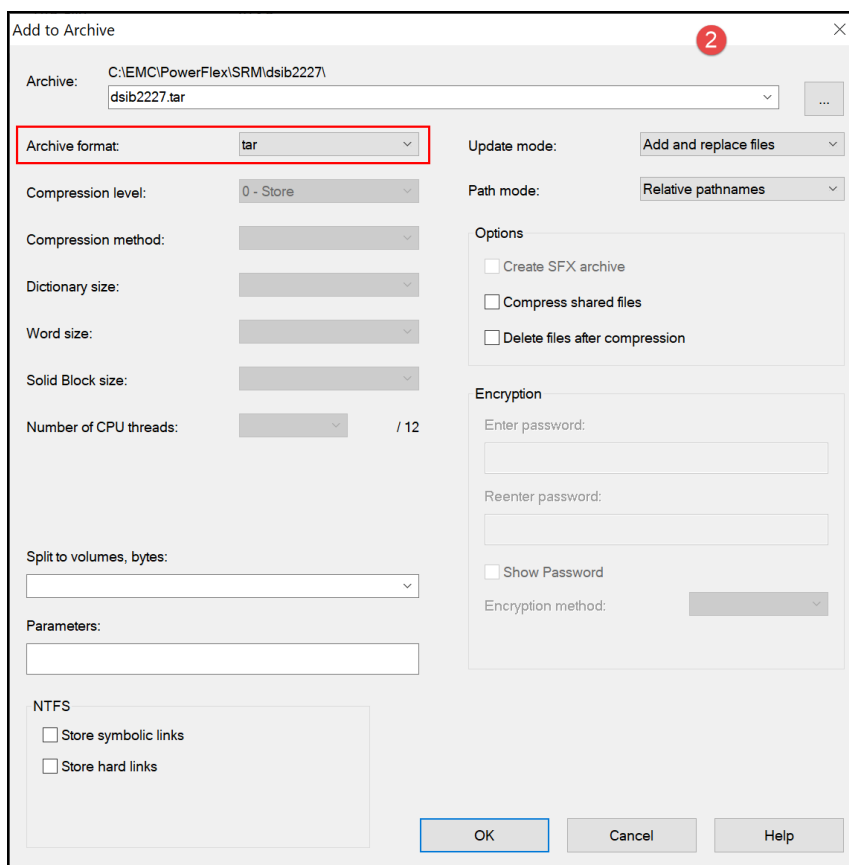 Add to Archive
2
Archive:
C:\EMC\PowerFlex\SRM\dsib2227\
dsib2227.tar
...
Archive format:
tar
Update mode:
Add and replace files
Compression level:
0 - Store
Path mode:
Relative pathnames
Compression method:
Options
Create SFX archive
Dictionary size:
Compress shared files
Word size:
Delete files after compression
Solid Block size:
Encryption
Number of CPU threads:
/ 12
Enter password:
Reenter password:
Split to volumes, bytes:
Show Password
Encryption method:
Parameters:
NTFS
Store symbolic links
Store hard links
OK
Cancel
Help